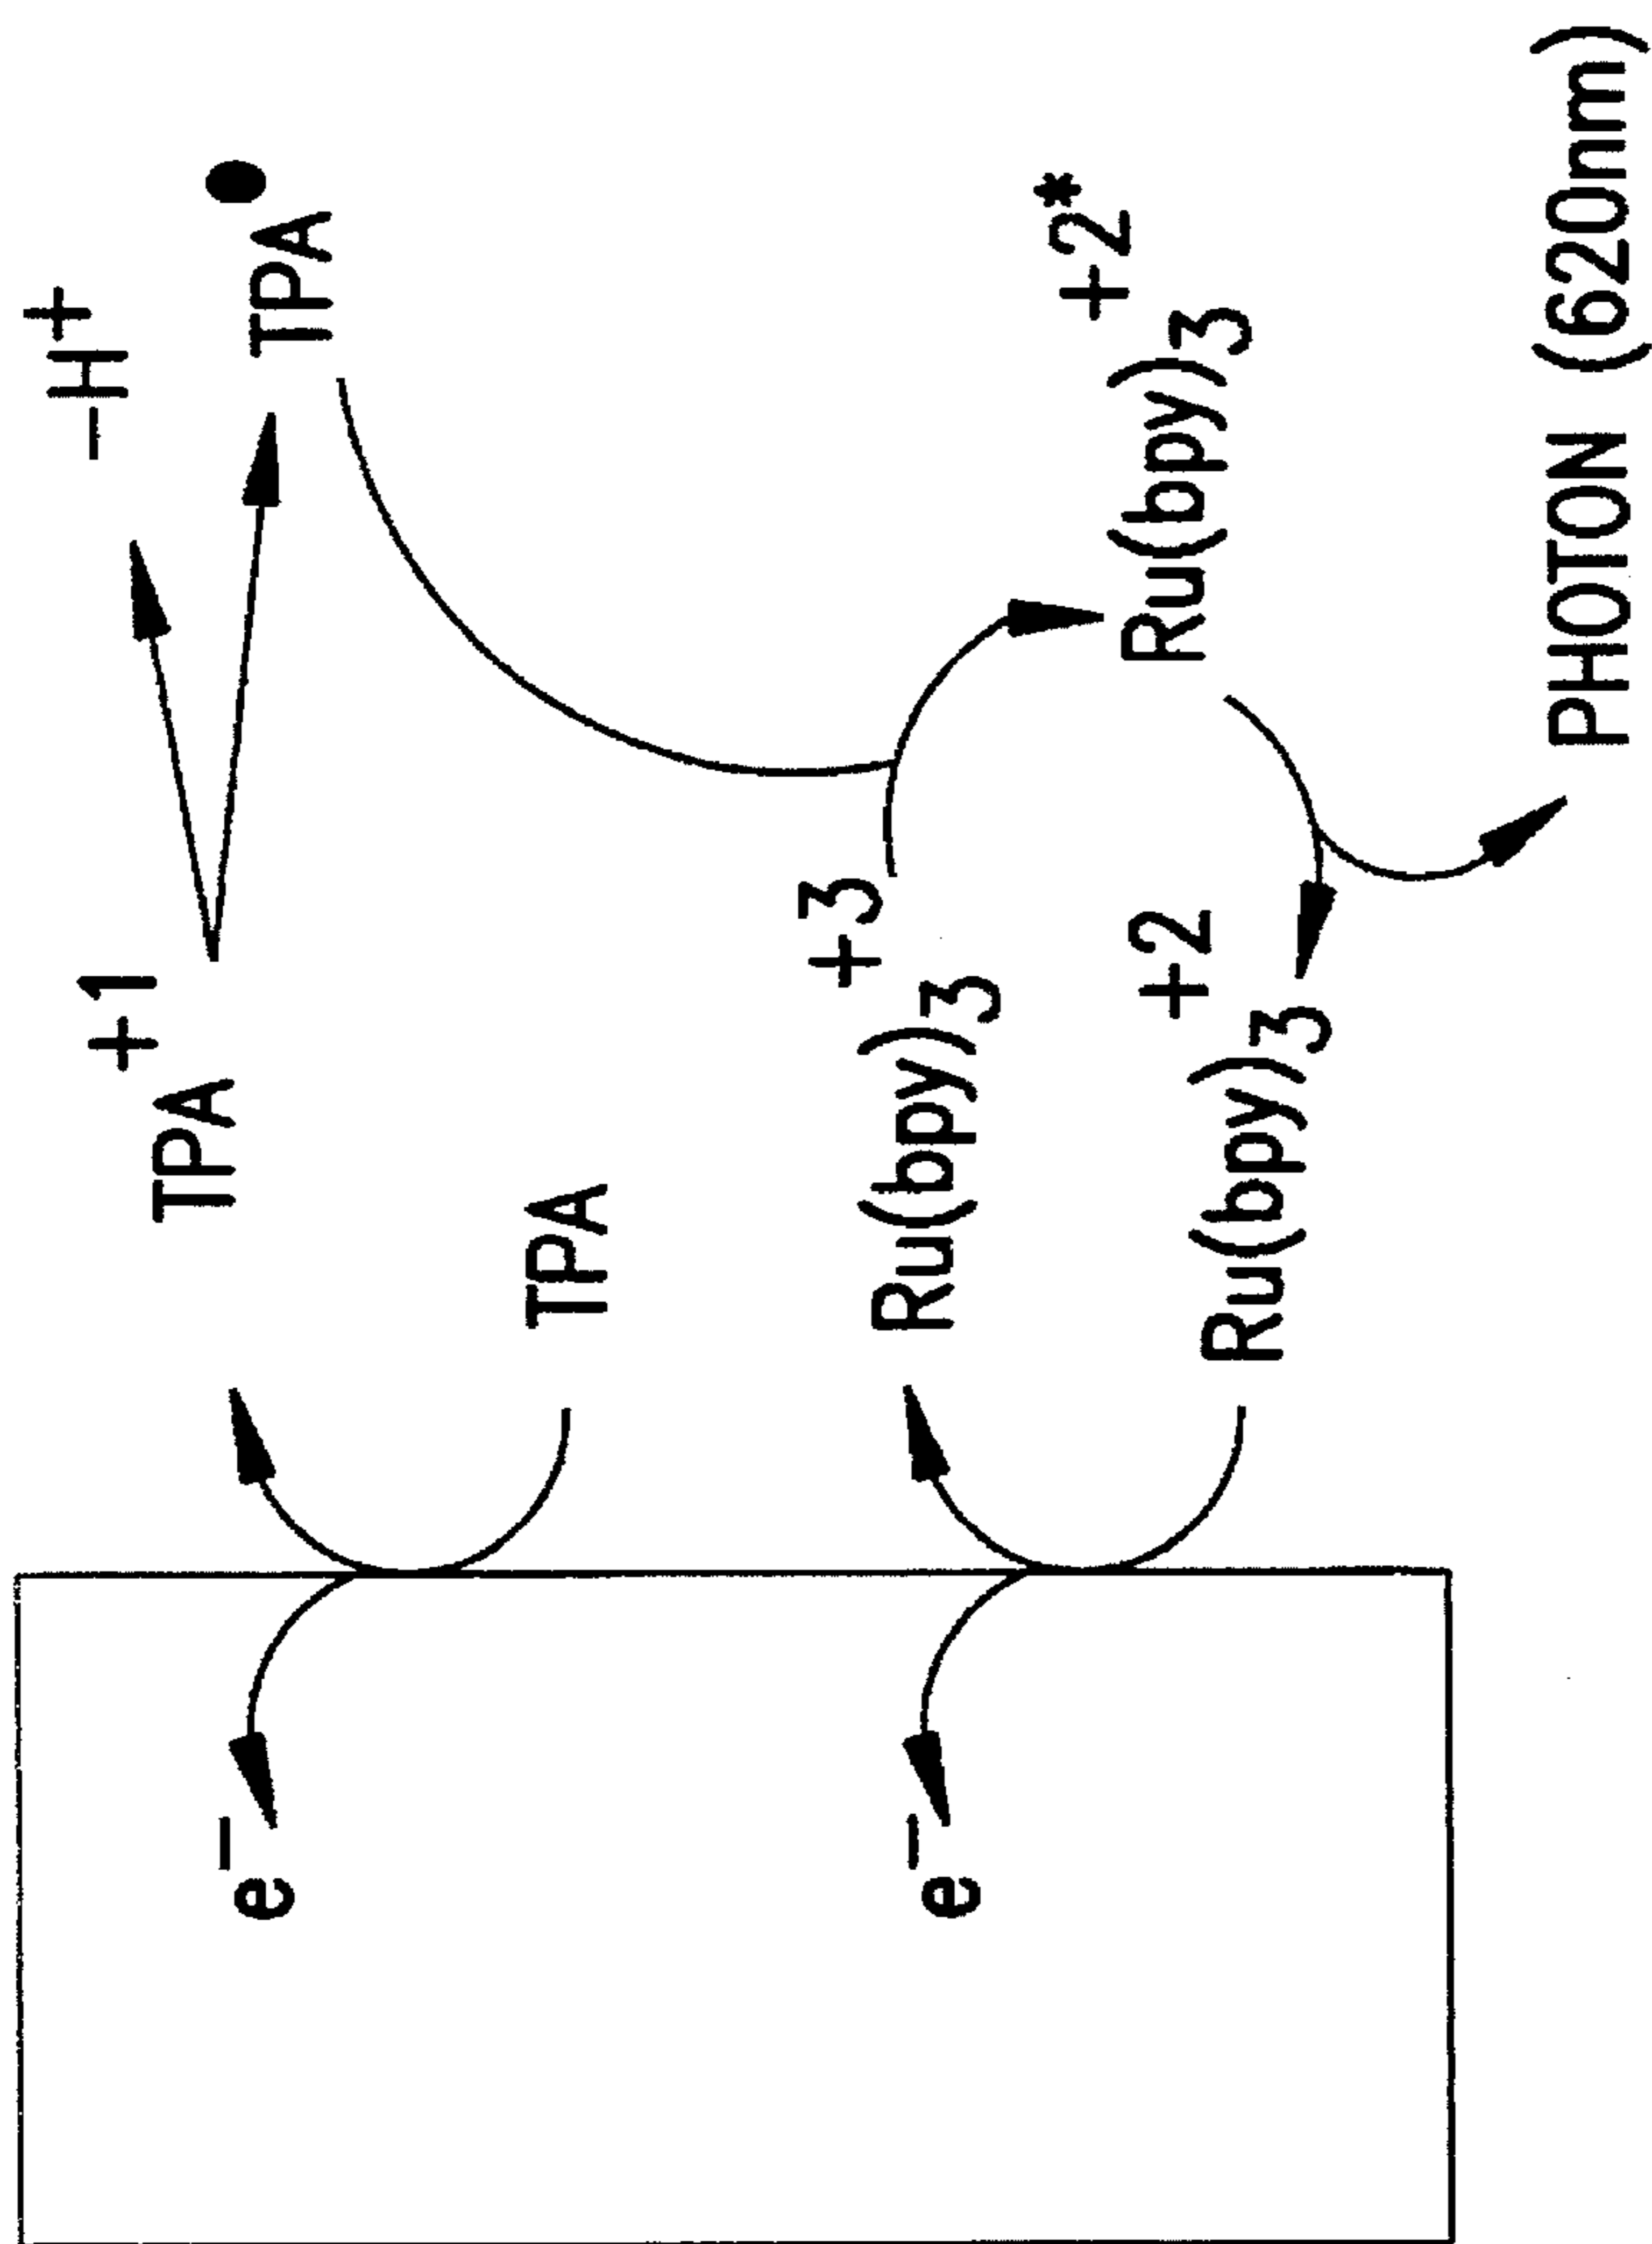 −H⁺
TPA⁺¹
e⁻
TPA●
TPA
e⁻
Ru(bpy)₃⁺³
Ru(bpy)₃⁺²*
Ru(bpy)₃⁺²
PHOTON (620nm)